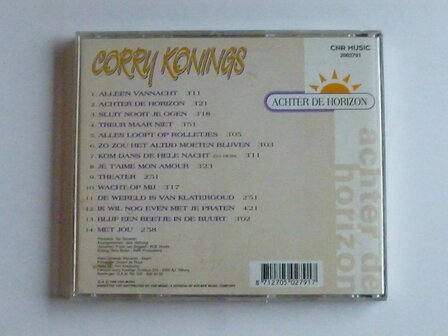 CORRY KONINGS
CNR MUSIC
2002791
ACHTER DE HORIZON
achter de
horizon
1 ALLEEN VANNACHT 3'11
2 ACHTER DE HORIZON 3'21
3 SLUIT NOOIT JE OGEN 3'18
4 TREUR MAAR NIET 3'51
5 ALLES LOOPT OP ROLLETJES 3'05
6 ZO ZOU HET ALTIJD MOETEN BLIJVEN 3'03
7 KOM DANS DE HELE NACHT 3'11
8 JE T'AIME MON AMOUR 3'23
9 THEATER 2'51
10 WACHT OP MIJ 3'17
11 DE WERELD IS VAN KLATERGOUD 2'51
12 IK WIL NOG EVEN MET JE PRATEN 4'21
13 BLIJF EEN BEETJE IN DE BUURT 3'02
14 MET JOU 2'58
8 712705 027917